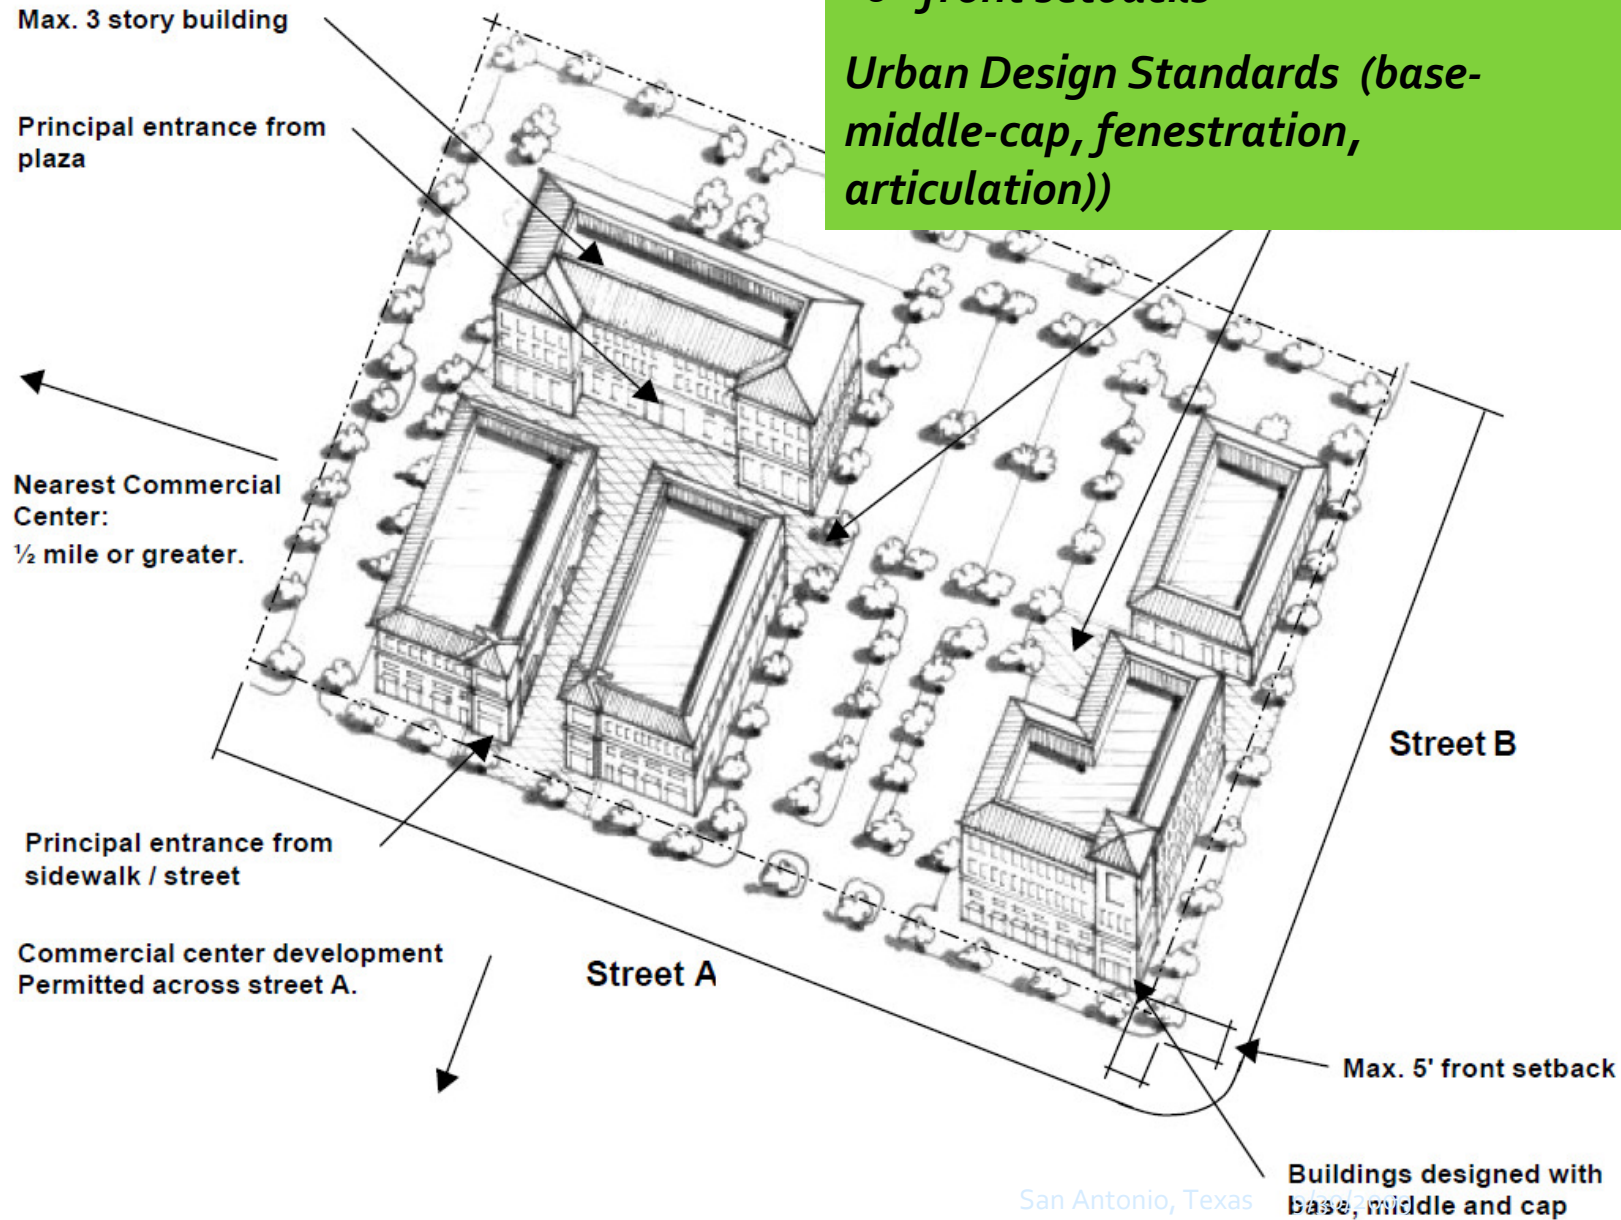 Max. 3 story building
Principal entrance from
plaza
front setbacks
Urban Design Standards (base-
middle-cap, fenestration,
articulation))
Nearest Commercial
Center:
½ mile or greater.
Street B
Principal entrance from
sidewalk / street
Commercial center development
Permitted across street A.
Street A
Max. 5' front setback
Buildings designed with
base, middle and cap
San Antonio, Texas